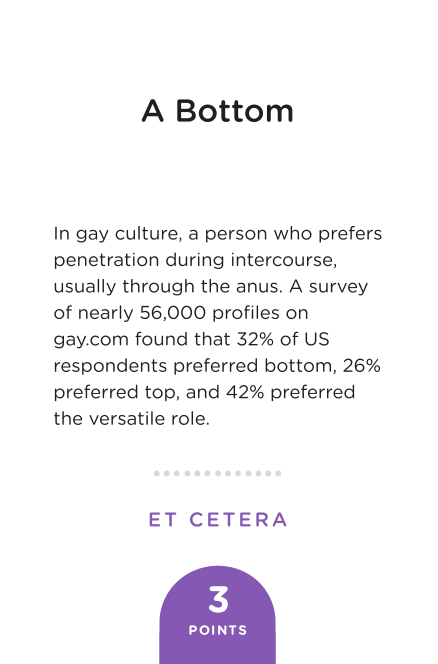 A Bottom
In gay culture, a person who prefers
penetration during intercourse,
usually through the anus. A survey
of nearly 56,000 profiles on
gay.com found that 32% of US
respondents preferred bottom, 26%
preferred top, and 42% preferred
the versatile role.
ET CETERA
3
POINTS